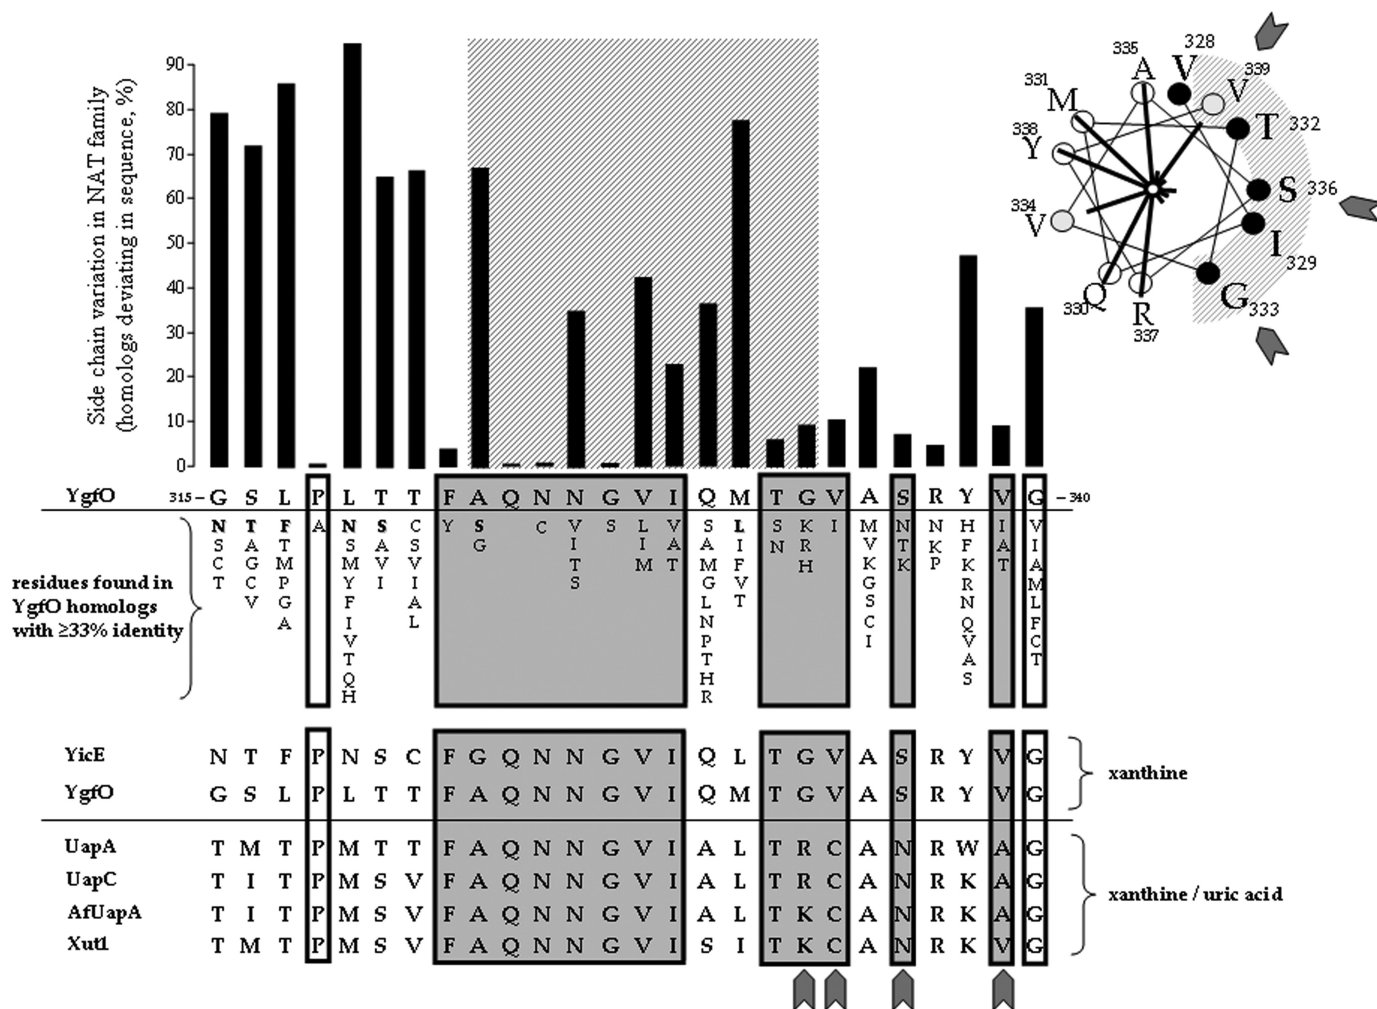 Side chain variation in NAT family
(homologs deviating in sequence, %)
90
80
70
60
50
40
30
20
10
0
335 A
328 V
339 V
331 M
T 332
338 Y
S 336
334 V
I 329
330 Q
R 337
G 333
YgfO 315 – G S L P L T T F A Q N N G V I Q M T G V A S R Y V G – 340
residues found in
YgfO homologs
with ≥33% identity
N T F A N S C Y S C V S L V S L S K I M N N H I V
S A T S A S G I I A A I N R V T K F A I
C G M M V V T M T M F H K K P K T A
T C P Y I I S G V G R M
V G F A L T S N L
A I L N C Q F
V P I V C
T T A T
Q H S
H R
YicE N T F P N S C F G Q N N G V I Q L T G V A S R Y V G
YgfO G S L P L T T F A Q N N G V I Q M T G V A S R Y V G
xanthine
UapA T M T P M T T F A Q N N G V I A L T R C A N R W A G
UapC T I T P M S V F A Q N N G V I A L T R C A N R K A G
AfUapA T I T P M S V F A Q N N G V I A L T K C A N R K A G
Xut1 T M T P M S V F A Q N N G V I S I T K C A N R K V G
xanthine / uric acid